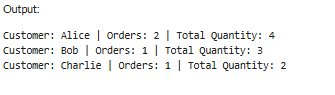 Output:
Customer: Alice | Orders: 2 | Total Quantity: 4
Customer: Bob | Orders: 1 | Total Quantity: 3
Customer: Charlie | Orders: 1 | Total Quantity: 2